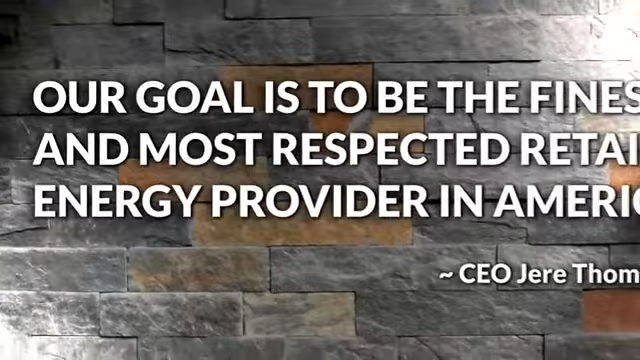 OUR GOAL IS TO BE THE FINES
AND MOST RESPECTED RETAI
ENERGY PROVIDER IN AMERIC
~ CEO Jere Thom